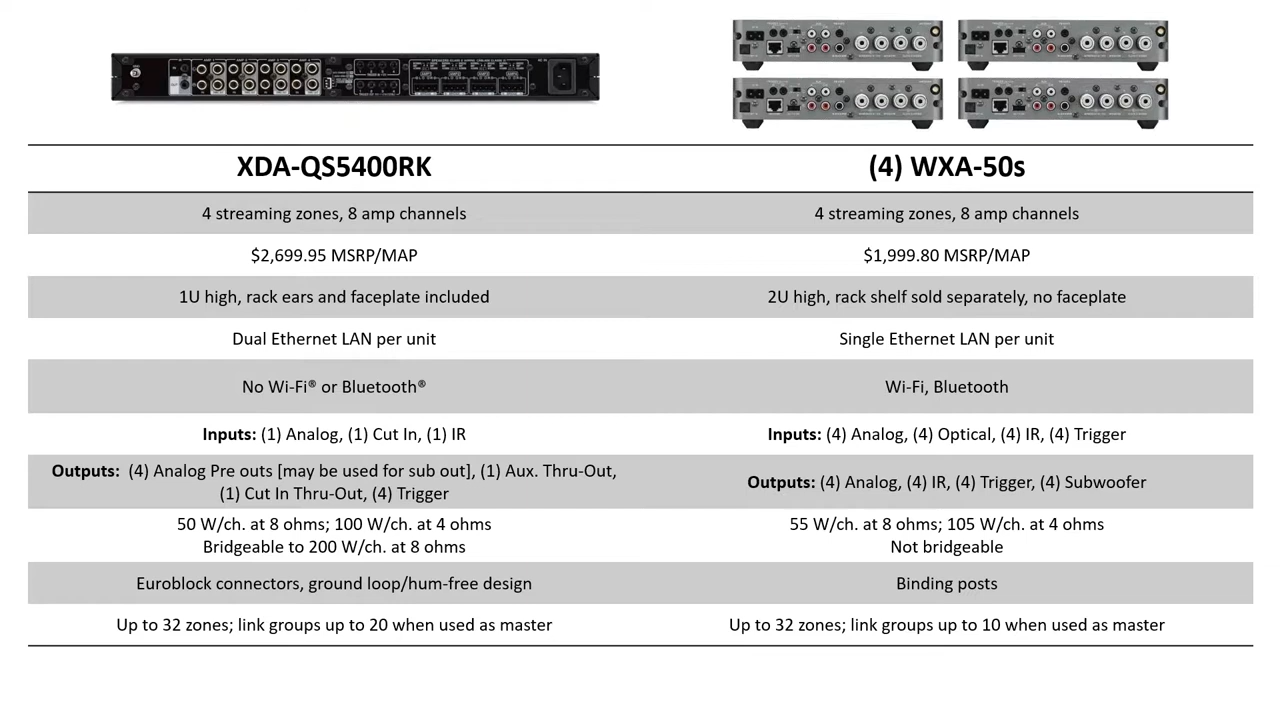 XDA-QS5400RK
(4) WXA-50s
4 streaming zones, 8 amp channels
4 streaming zones, 8 amp channels
$2,699.95 MSRP/MAP
$1,999.80 MSRP/MAP
1U high, rack ears and faceplate included
2U high, rack shelf sold separately, no faceplate
Dual Ethernet LAN per unit
Single Ethernet LAN per unit
No Wi-Fi® or Bluetooth®
Wi-Fi, Bluetooth
Inputs: (1) Analog, (1) Cut In, (1) IR
Inputs: (4) Analog, (4) Optical, (4) IR, (4) Trigger
Outputs: (4) Analog Pre outs [may be used for sub out], (1) Aux. Thru-Out,
(1) Cut In Thru-Out, (4) Trigger
Outputs: (4) Analog, (4) IR, (4) Trigger, (4) Subwoofer
50 W/ch. at 8 ohms; 100 W/ch. at 4 ohms
Bridgeable to 200 W/ch. at 8 ohms
55 W/ch. at 8 ohms; 105 W/ch. at 4 ohms
Not bridgeable
Euroblock connectors, ground loop/hum-free design
Binding posts
Up to 32 zones; link groups up to 20 when used as master
Up to 32 zones; link groups up to 10 when used as master